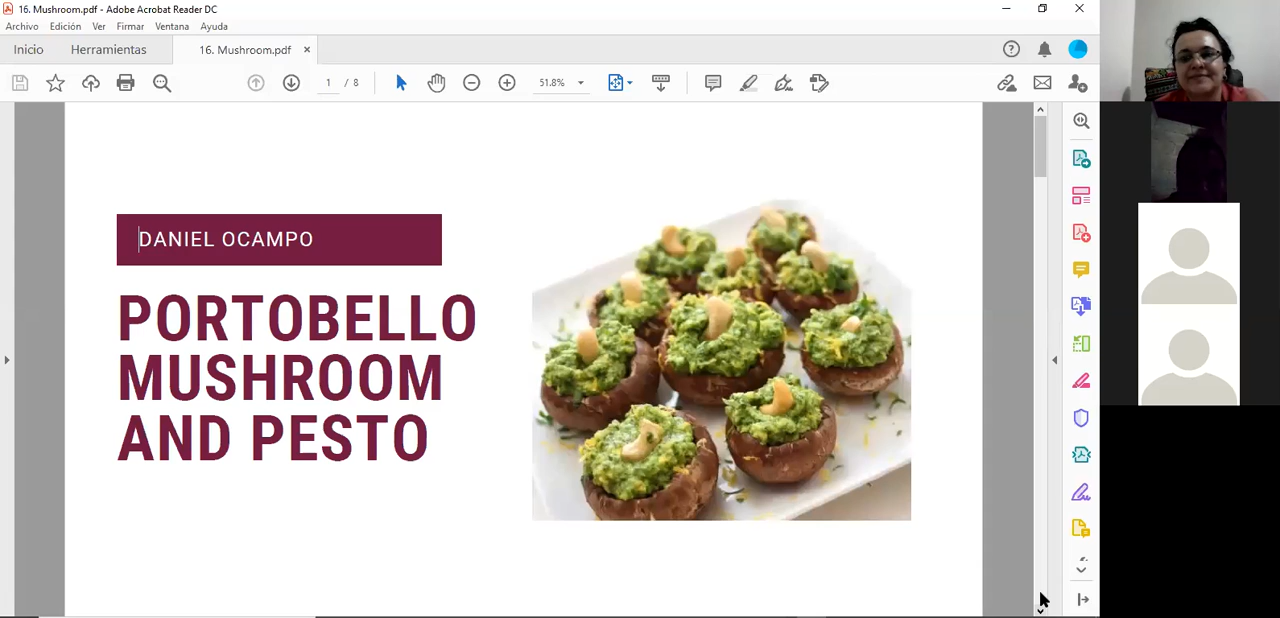 16. Mushroom.pdf - Adobe Acrobat Reader DC
Archivo Edición Ver Firmar Ventana Ayuda
Inicio Herramientas 16. Mushroom.pdf
1 / 8 51.8%
DANIEL OCAMPO
PORTOBELLO
MUSHROOM
AND PESTO